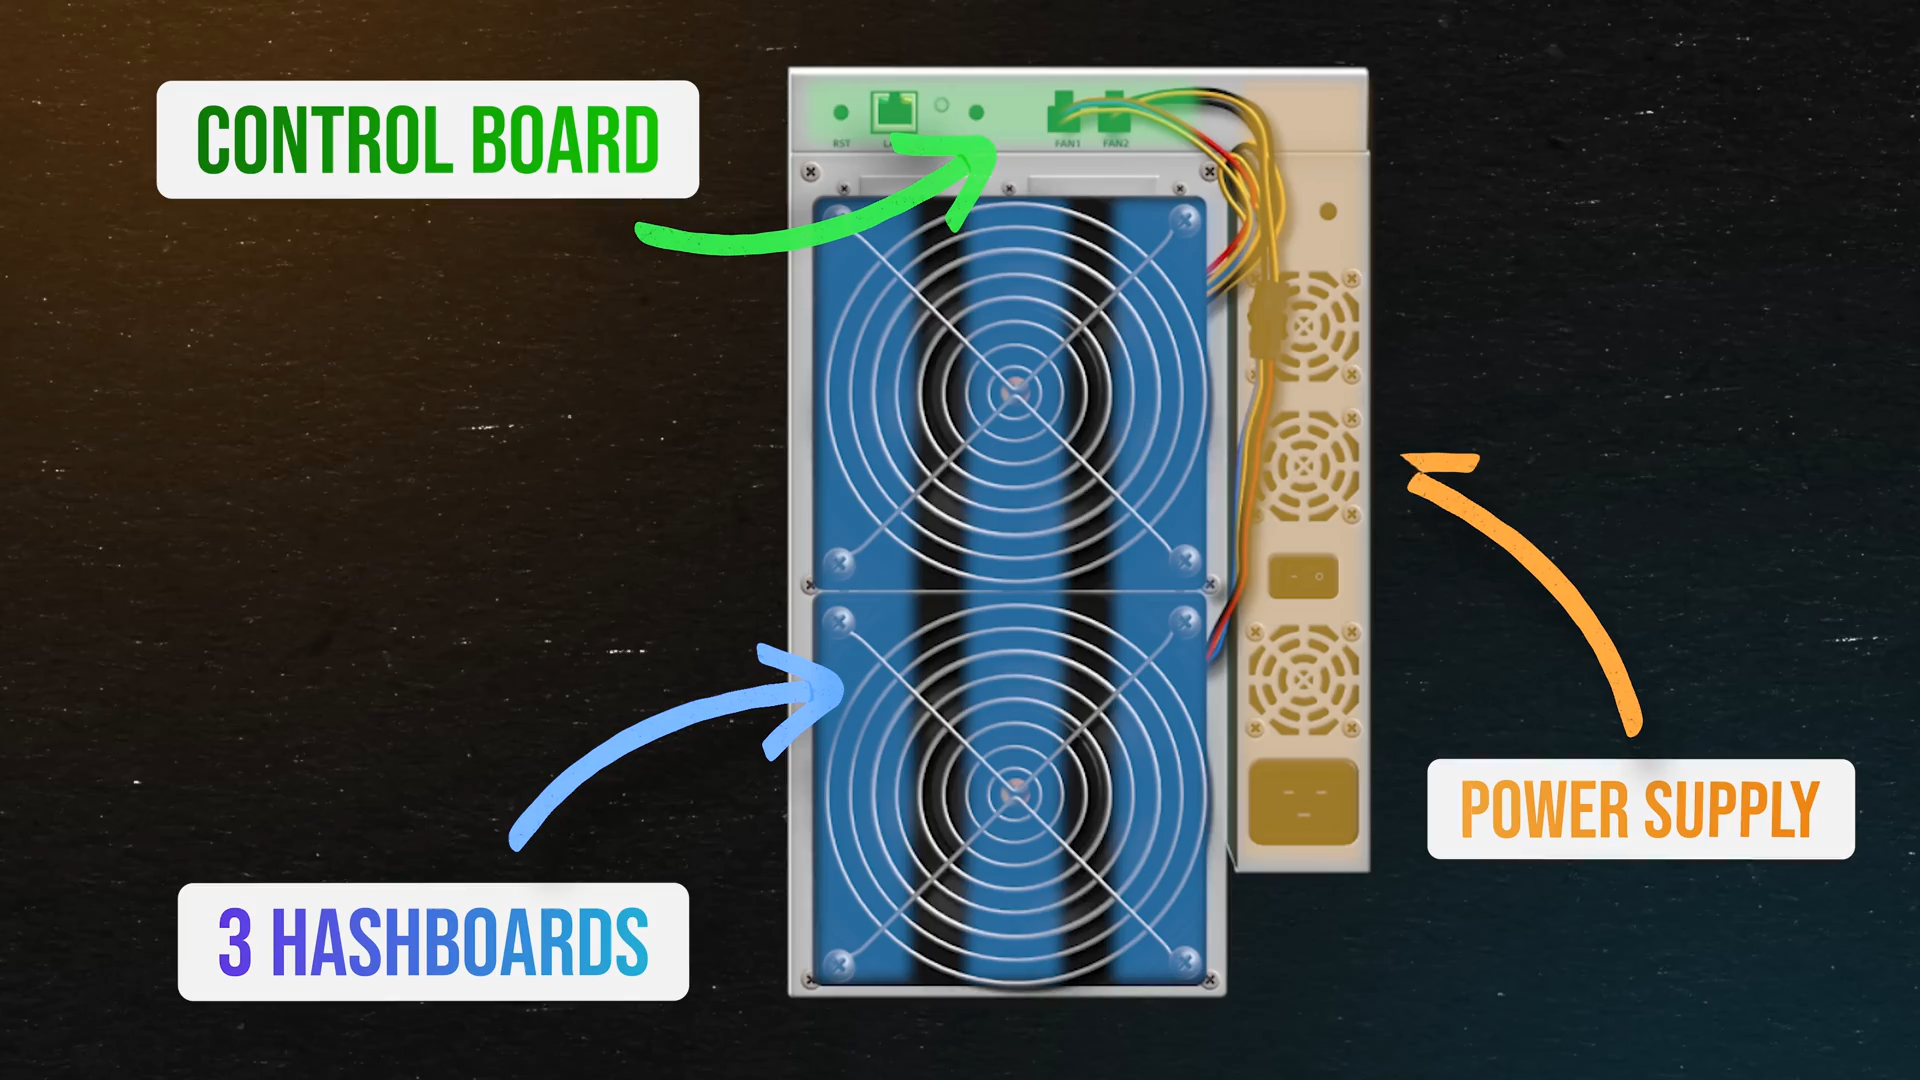 CONTROL BOARD
RST
FAN1 FAN2
3 HASHBOARDS
POWER SUPPLY